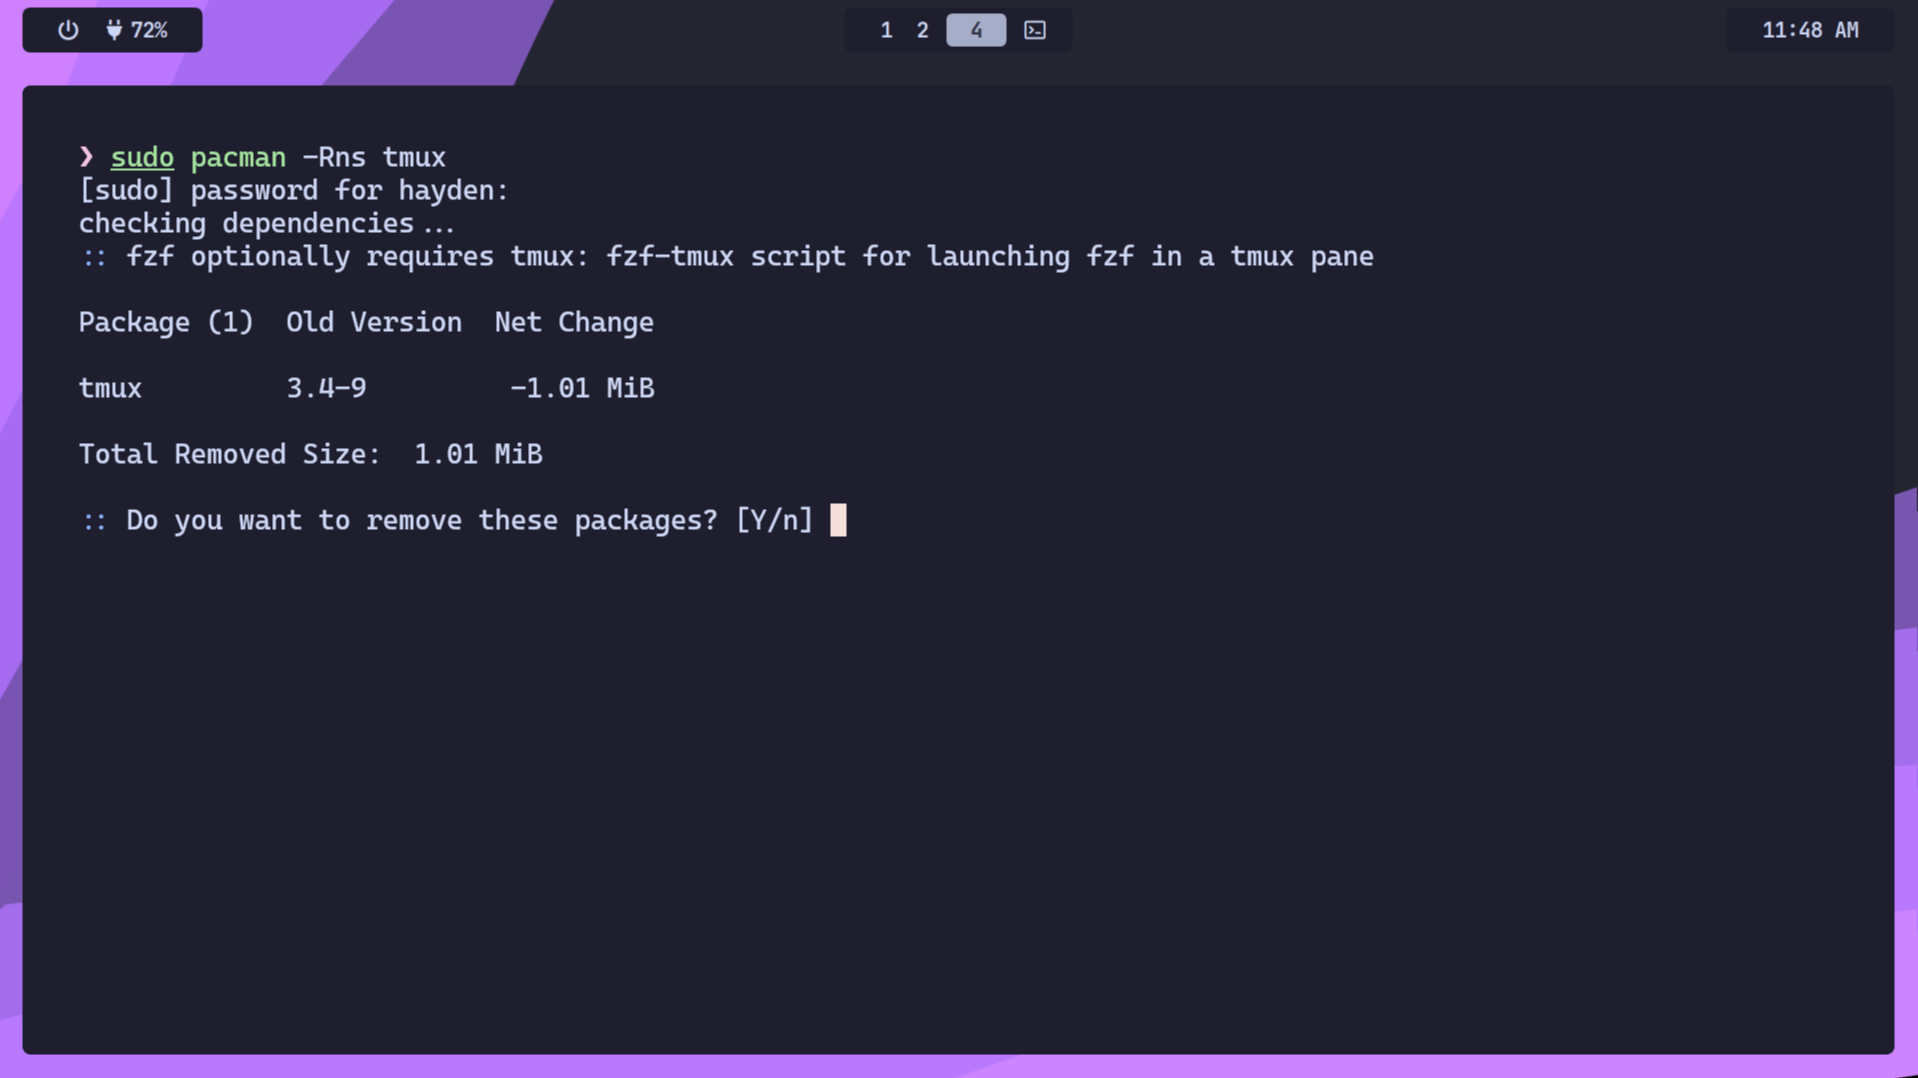 72%
1 2 4
11:48 AM
❯ sudo pacman -Rns tmux
[sudo] password for hayden:
checking dependencies...
:: fzf optionally requires tmux: fzf-tmux script for launching fzf in a tmux pane
Package (1)  Old Version  Net Change
tmux         3.4-9         -1.01 MiB
Total Removed Size:  1.01 MiB
:: Do you want to remove these packages? [Y/n]